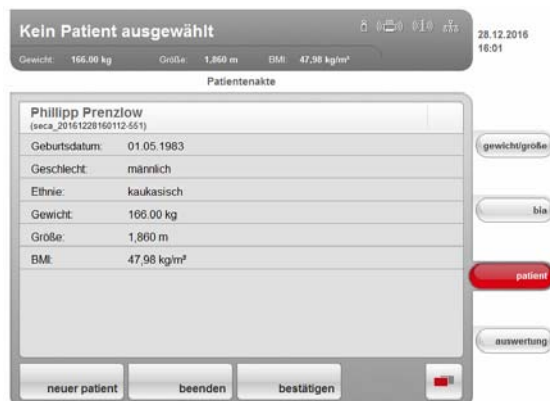 Kein Patient ausgewählt
28.12.2016
16:01
Gewicht: 166.00 kg Größe: 1,860 m BMI: 47,98 kg/m²
Patientenakte
Phillipp Prenzlow
(seca_20161228160112-551)
Geburtsdatum: 01.05.1983
Geschlecht: männlich
Ethnie: kaukasisch
Gewicht: 166.00 kg
Größe: 1,860 m
BMI: 47,98 kg/m²
gewicht/größe
bia
patient
auswertung
neuer patient beenden bestätigen